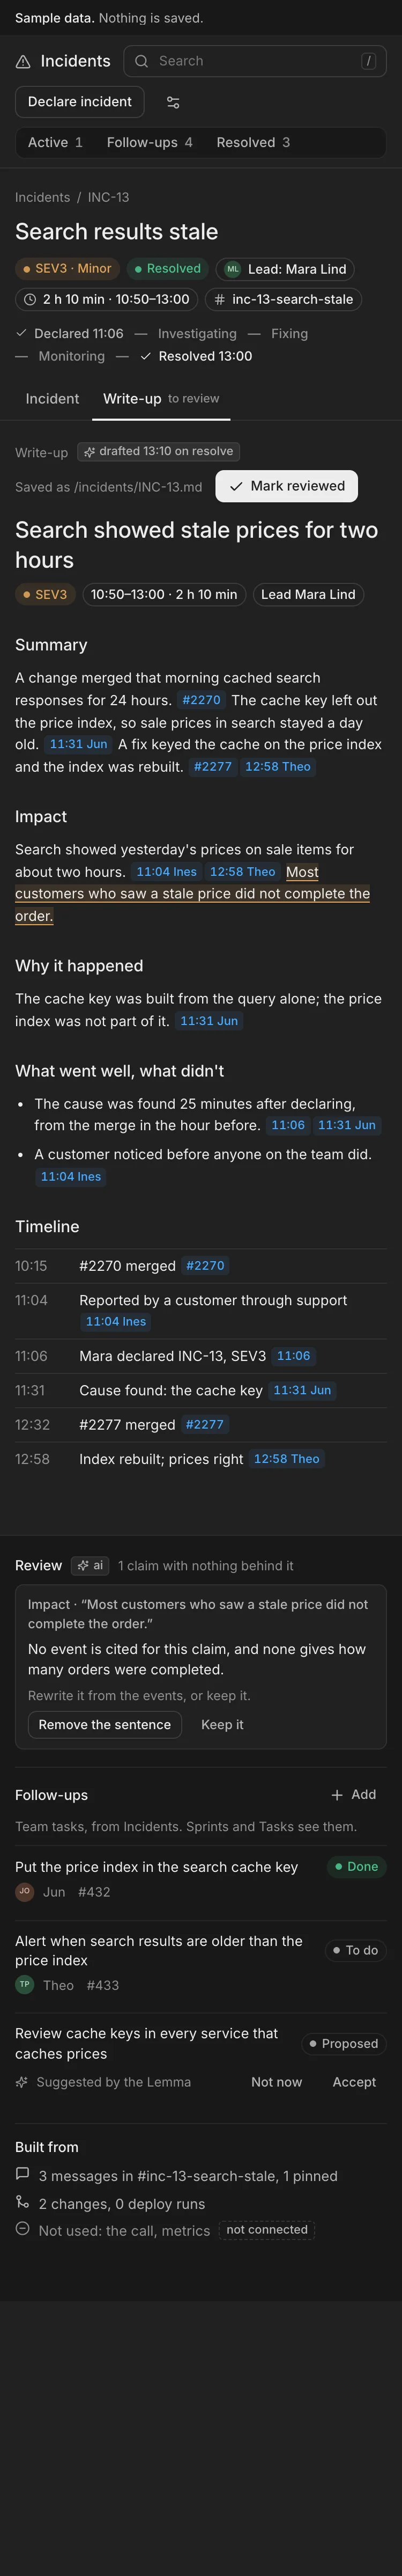 Sample data. Nothing is saved.
Incidents
Search
/
Declare incident
Active 1 Follow-ups 4 Resolved 3
Incidents / INC-13
Search results stale
SEV3 · Minor
Resolved
ML Lead: Mara Lind
2 h 10 min · 10:50–13:00
inc-13-search-stale
Declared 11:06 — Investigating — Fixing
— Monitoring — Resolved 13:00
Incident
Write-up to review
Write-up drafted 13:10 on resolve
Saved as /incidents/INC-13.md
Mark reviewed
Search showed stale prices for two
hours
SEV3
10:50–13:00 · 2 h 10 min
Lead Mara Lind
Summary
A change merged that morning cached search
responses for 24 hours. #2270 The cache key left out
the price index, so sale prices in search stayed a day
old. 11:31 Jun A fix keyed the cache on the price index
and the index was rebuilt. #2277 12:58 Theo
Impact
Search showed yesterday's prices on sale items for
about two hours. 11:04 Ines 12:58 Theo Most
customers who saw a stale price did not complete the
order.
Why it happened
The cache key was built from the query alone; the price
index was not part of it. 11:31 Jun
What went well, what didn't
• The cause was found 25 minutes after declaring,
from the merge in the hour before. 11:06 11:31 Jun
• A customer noticed before anyone on the team did.
11:04 Ines
Timeline
10:15 #2270 merged #2270
11:04 Reported by a customer through support
11:04 Ines
11:06 Mara declared INC-13, SEV3 11:06
11:31 Cause found: the cache key 11:31 Jun
12:32 #2277 merged #2277
12:58 Index rebuilt; prices right 12:58 Theo
Review ai 1 claim with nothing behind it
Impact · “Most customers who saw a stale price did not
complete the order.”
No event is cited for this claim, and none gives how
many orders were completed.
Rewrite it from the events, or keep it.
Remove the sentence
Keep it
Follow-ups
Add
Team tasks, from Incidents. Sprints and Tasks see them.
Put the price index in the search cache key
Done
JO Jun #432
Alert when search results are older than the
price index
To do
TP Theo #433
Review cache keys in every service that
caches prices
Proposed
Suggested by the Lemma
Not now
Accept
Built from
3 messages in #inc-13-search-stale, 1 pinned
2 changes, 0 deploy runs
Not used: the call, metrics not connected